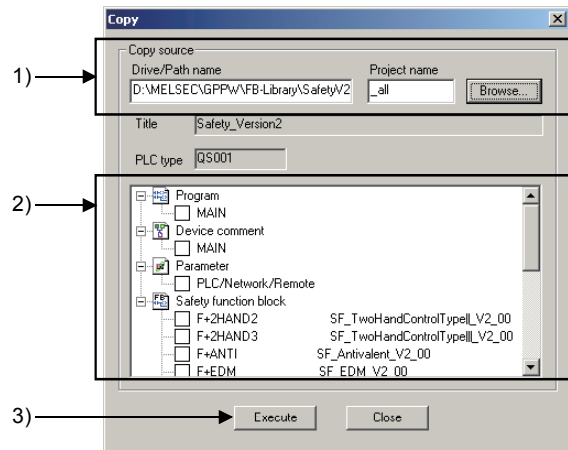 Copy
Copy source
1)
Drive/Path name Project name
D:\MELSEC\GPPW\FB-Library\SafetyV2 _all Browse...
Title Safety_Version2
PLC type QS001
2)
Program
MAIN
Device comment
MAIN
Parameter
PLC/Network/Remote
Safety function block
F+2HAND2 SF_TwoHandControlTypeII_V2_00
F+2HAND3 SF_TwoHandControlTypeIII_V2_00
F+ANTI SF_Antivalent_V2_00
F+EDM SF_EDM_V2_00
3)
Execute Close